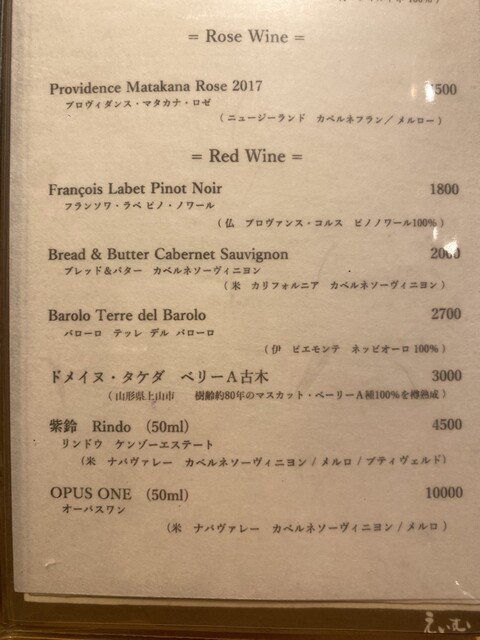 = Rose Wine =
Providence Matakana Rose 2017
プロヴィダンス・マタカナ・ロゼ
( ニュージーランド カベルネフラン / メルロー )
= Red Wine =
François Labet Pinot Noir 1800
フランソワ・ラベ ピノ・ノワール
( 仏 プロヴァンス・コルス ピノノワール100% )
Bread & Butter Cabernet Sauvignon 2000
ブレッド＆バター カベルネソーヴィニヨン
( 米 カリフォルニア カベルネソーヴィニヨン )
Barolo Terre del Barolo 2700
バローロ テッレ デル バローロ
( 伊 ピエモンテ ネッビオーロ 100% )
ドメイヌ・タケダ ベリーA古木 3000
( 山形県上山市 樹齢約80年のマスカット・ベーリーA種100%を樽熟成 )
紫鈴 Rindo （50ml） 4500
リンドウ ケンゾーエステート
(米 ナパヴァレー カベルネソーヴィニヨン / メルロ / プティヴェルド)
OPUS ONE （50ml） 10000
オーパスワン
(米 ナパヴァレー カベルネソーヴィニヨン / メルロ )
えいむ